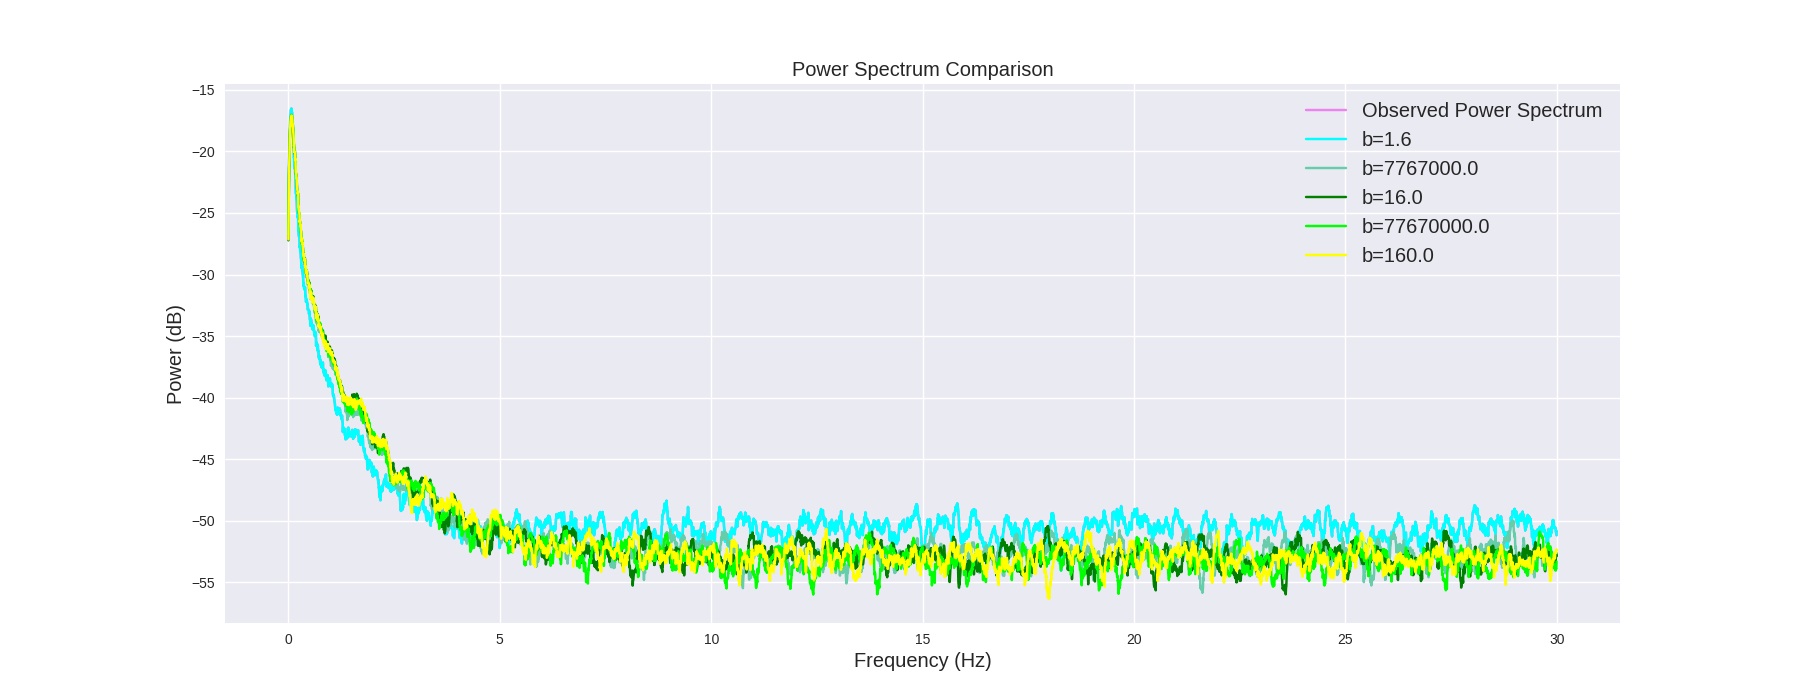 Power Spectrum Comparison
Observed Power Spectrum
b=1.6
b=7767000.0
b=16.0
b=77670000.0
b=160.0
−15
−20
−25
−30
−35
−40
−45
−50
−55
Power (dB)
0 5 10 15 20 25 30
Frequency (Hz)